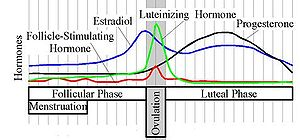 Estradiol
Luteinizing Hormone
Follicle-Stimulating
Hormone
Progesterone
Hormones
Follicular Phase
Luteal Phase
Menstruation
Ovulation